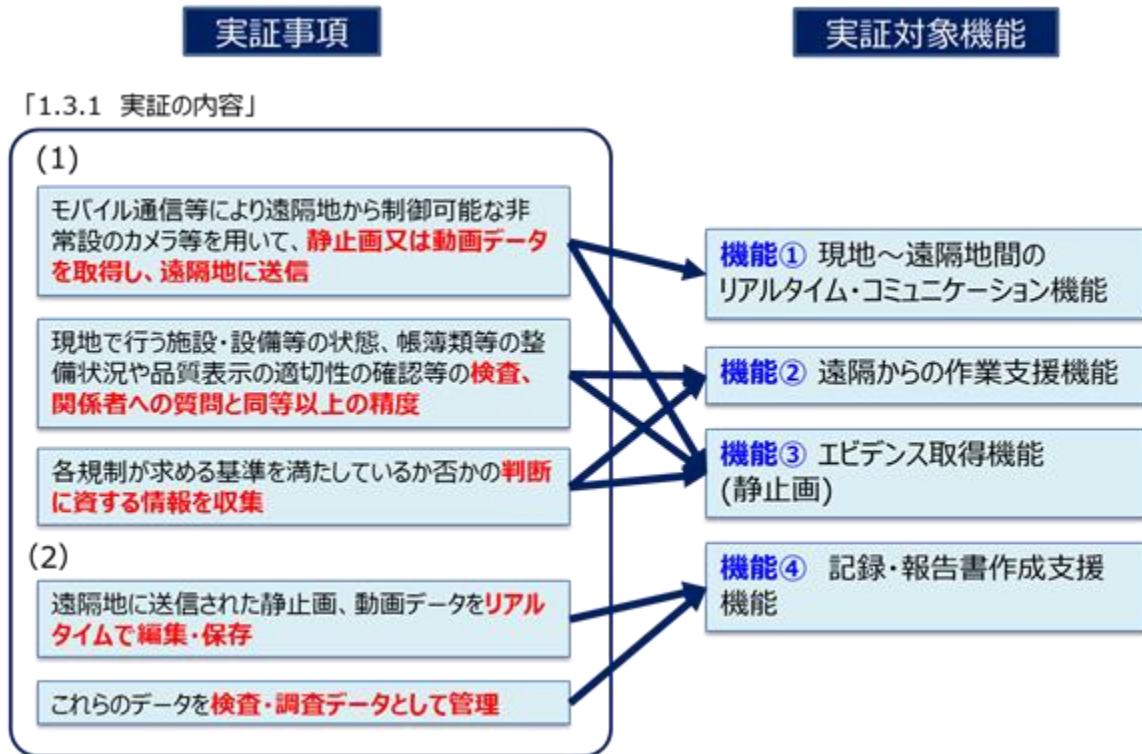 実証事項
実証対象機能
「1.3.1 実証の内容」
(1)
モバイル通信等により遠隔地から制御可能な非
常設のカメラ等を用いて、静止画又は動画データ
を取得し、遠隔地に送信
現地で行う施設・設備等の状態、帳簿類等の整
備状況や品質表示の適切性の確認等の検査、
関係者への質問と同等以上の精度
各規制が求める基準を満たしているか否かの判断
に資する情報を収集
(2)
遠隔地に送信された静止画、動画データをリアル
タイムで編集・保存
これらのデータを検査・調査データとして管理
機能① 現地～遠隔地間の
リアルタイム・コミュニケーション機能
機能② 遠隔からの作業支援機能
機能③ エビデンス取得機能
(静止画)
機能④ 記録・報告書作成支援
機能